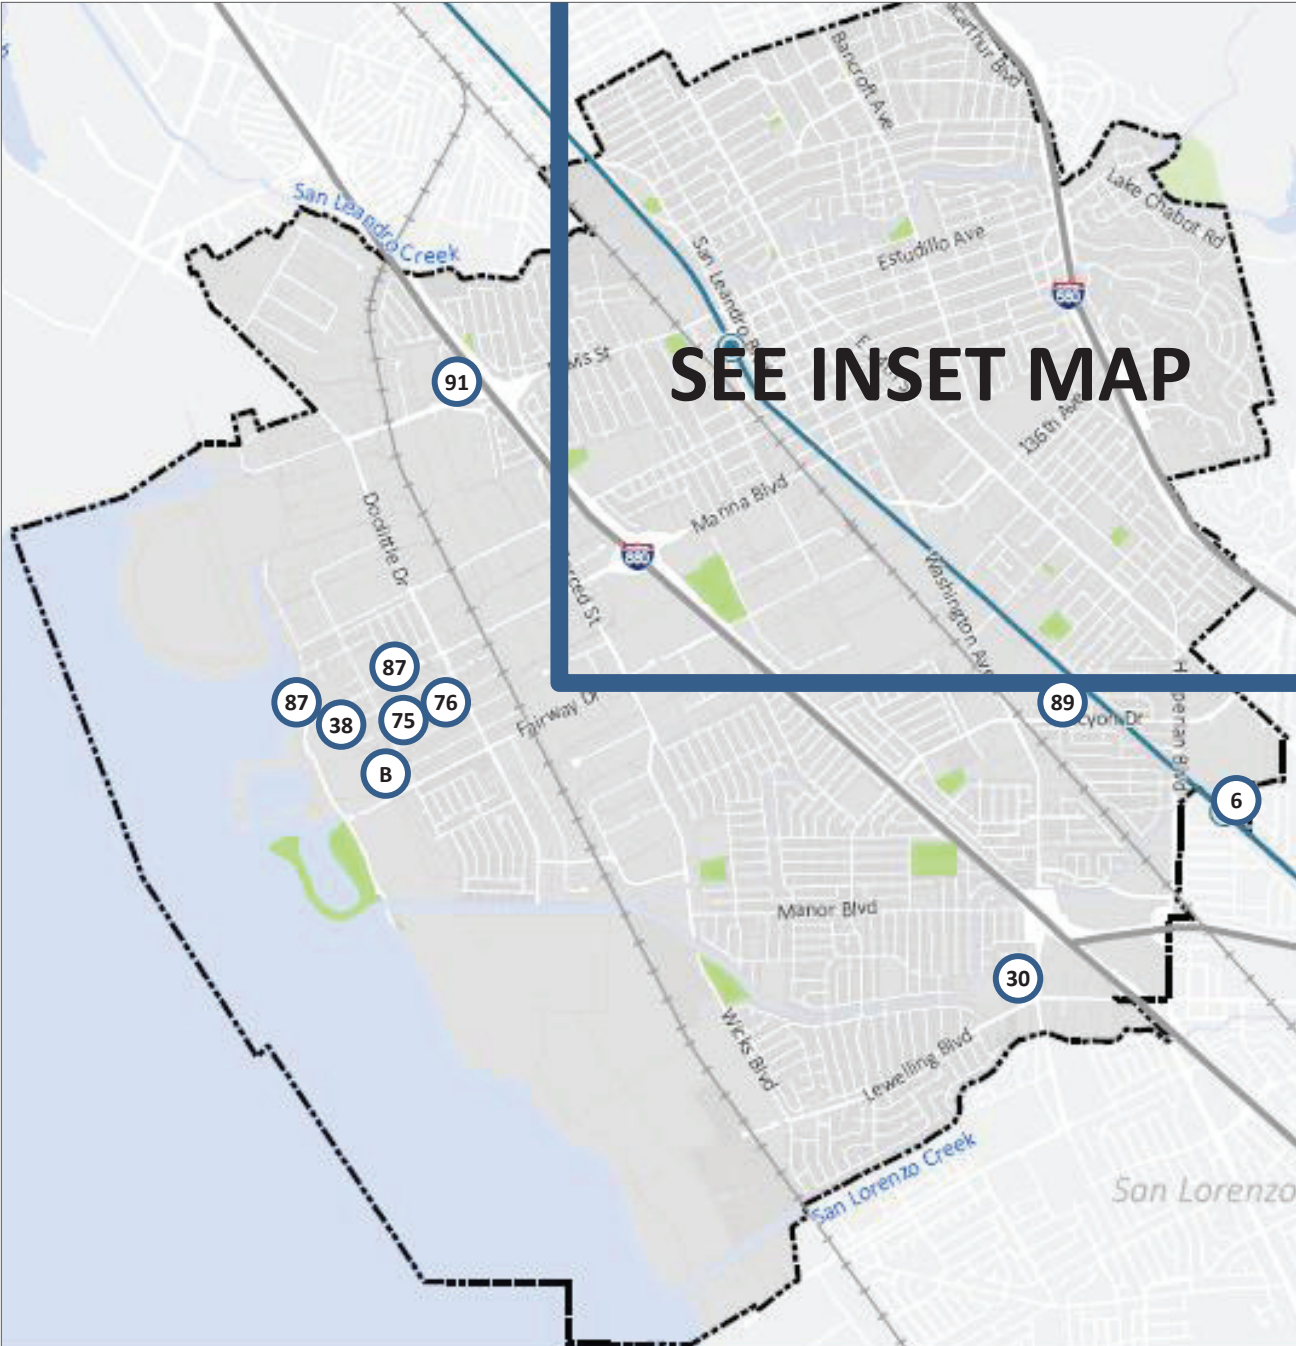 Bancroft Ave
Lake Chabot Rd
San Leandro Creek
Estudillo Ave
San Leandro
580
SEE INSET MAP
91
136th Ave
Marina Blvd
Doolittle Dr
880
Washington Ave
87
87
38
75
76
B
Fairway Dr
89
6
Manor Blvd
30
Wicks Blvd
Lewelling Blvd
San Lorenzo Creek
San Lorenzo